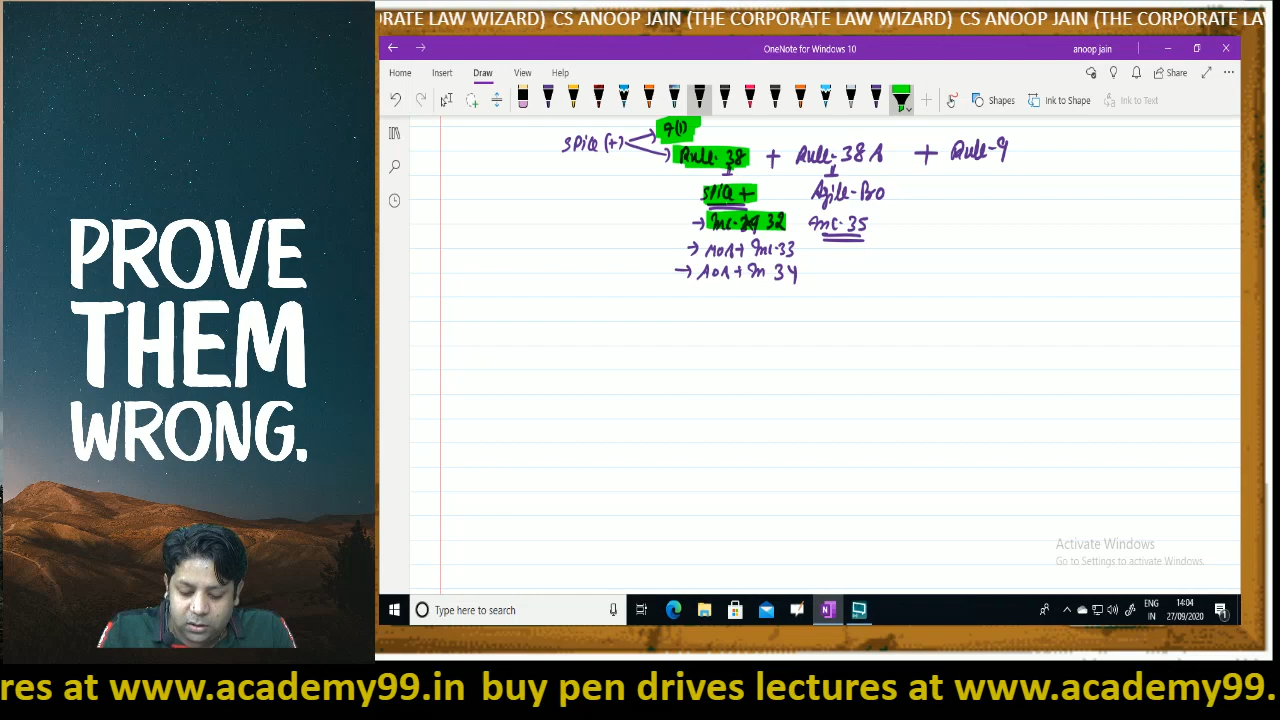 ORATE LAW WIZARD) CS ANOOP JAIN (THE CORPORATE LAW WIZARD) CS ANOOP JAIN (THE CORPORATE LA
OneNote for Windows 10
anoop jain
Home Insert Draw View Help
Share
Shapes Ink to Shape Ink to Text
SPICe (+)
7(1)
Rule-38 + Rule-38A + Rule-9
SPICe + Agile-Pro
→ Inc- 32 Inc-35
→ MOA + Inc-33
→ AOA + In 34
PROVE
THEM
WRONG.
Activate Windows
Go to Settings to activate Windows.
Type here to search
ENG
IN
14:04
27/09/2020
res at www.academy99.in buy pen drives lectures at www.academy99.